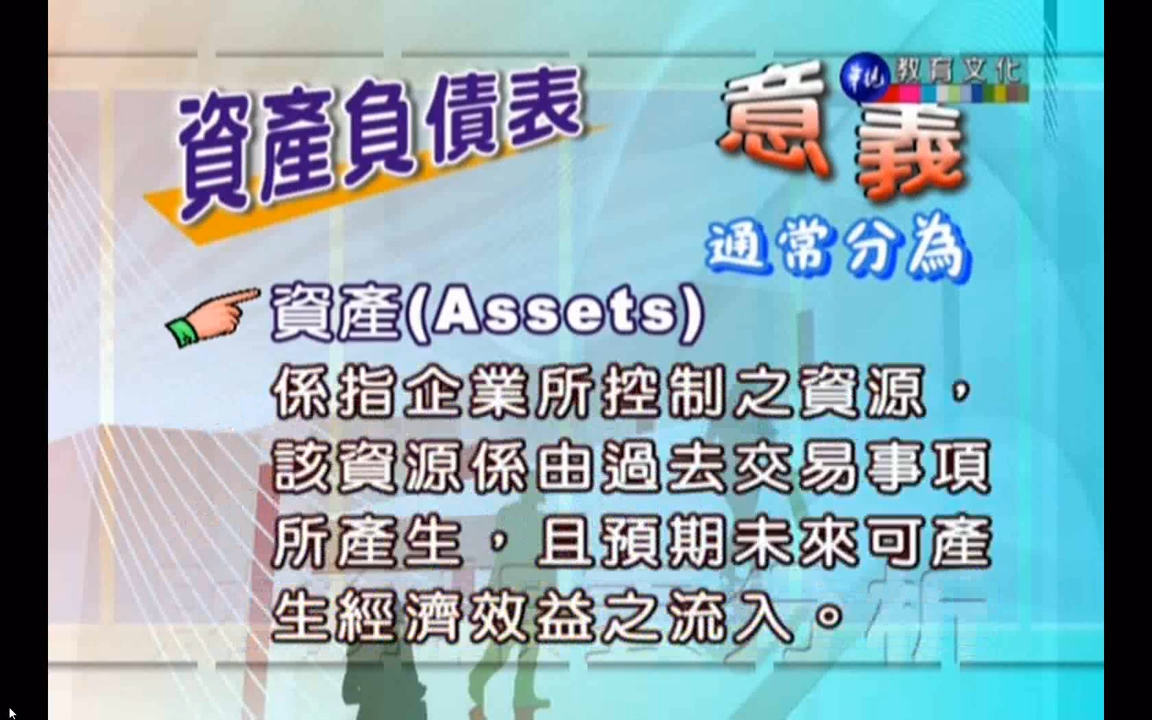 資產負債表
意義
華視 教育文化
通常分為
資產(Assets)
係指企業所控制之資源，
該資源係由過去交易事項
所產生，且預期未來可產
生經濟效益之流入。